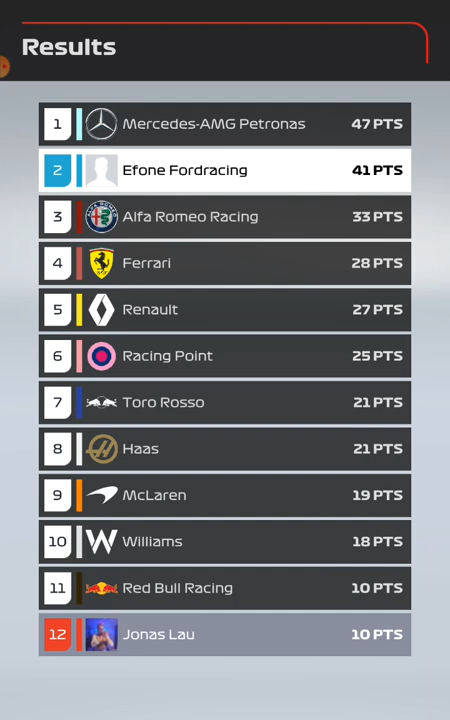 Results
1 Mercedes-AMG Petronas 47 PTS
2 Efone Fordracing 41 PTS
3 Alfa Romeo Racing 33 PTS
4 Ferrari 28 PTS
5 Renault 27 PTS
6 Racing Point 25 PTS
7 Toro Rosso 21 PTS
8 Haas 21 PTS
9 McLaren 19 PTS
10 Williams 18 PTS
11 Red Bull Racing 10 PTS
12 Jonas Lau 10 PTS